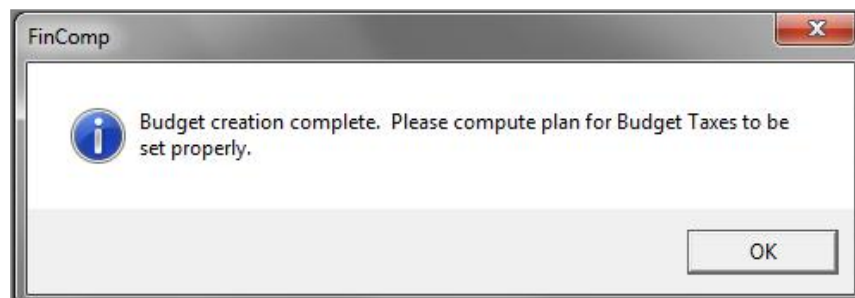 FinComp
Budget creation complete.  Please compute plan for Budget Taxes to be
set properly.
OK